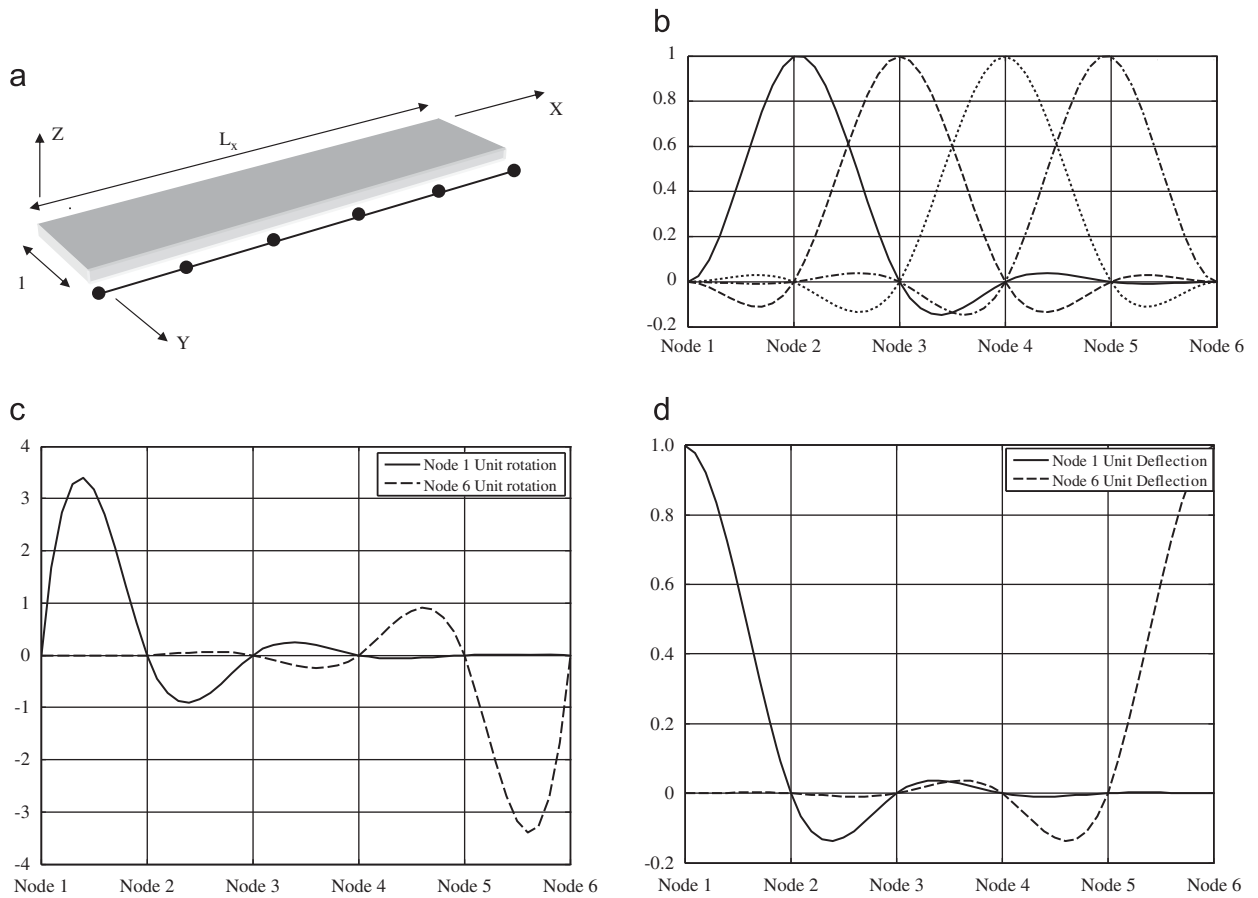 a
Z
X
Lx
1
Y
b
1
0.8
0.6
0.4
0.2
0
-0.2
Node 1
Node 2
Node 3
Node 4
Node 5
Node 6
c
4
3
2
1
0
-1
-2
-3
-4
Node 1 Unit rotation
Node 6 Unit rotation
Node 1
Node 2
Node 3
Node 4
Node 5
Node 6
d
1.0
0.8
0.6
0.4
0.2
0
-0.2
Node 1 Unit Deflection
Node 6 Unit Deflection
Node 1
Node 2
Node 3
Node 4
Node 5
Node 6